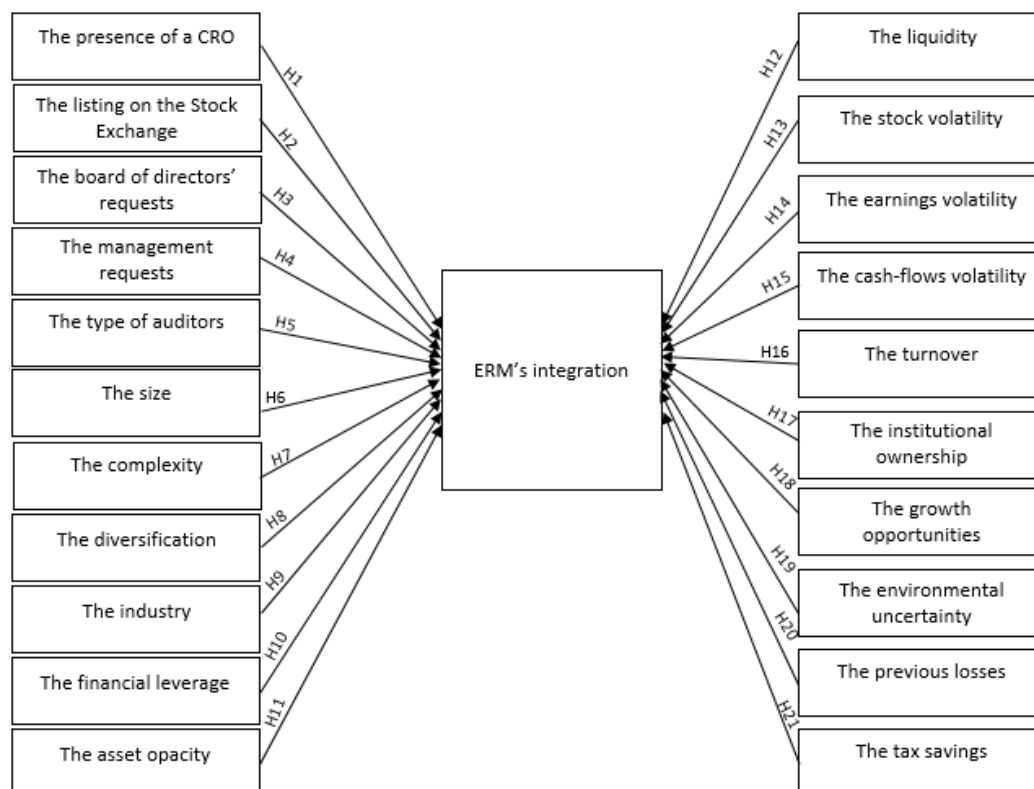 The presence of a CRO
The listing on the Stock
Exchange
The board of directors'
requests
The management
requests
The type of auditors
The size
The complexity
The diversification
The industry
The financial leverage
The asset opacity
H1
H2
H3
H4
H5
H6
H7
H8
H9
H10
H11
ERM's integration
H12
H13
H14
H15
H16
H17
H18
H19
H20
H21
The liquidity
The stock volatility
The earnings volatility
The cash-flows volatility
The turnover
The institutional
ownership
The growth
opportunities
The environmental
uncertainty
The previous losses
The tax savings